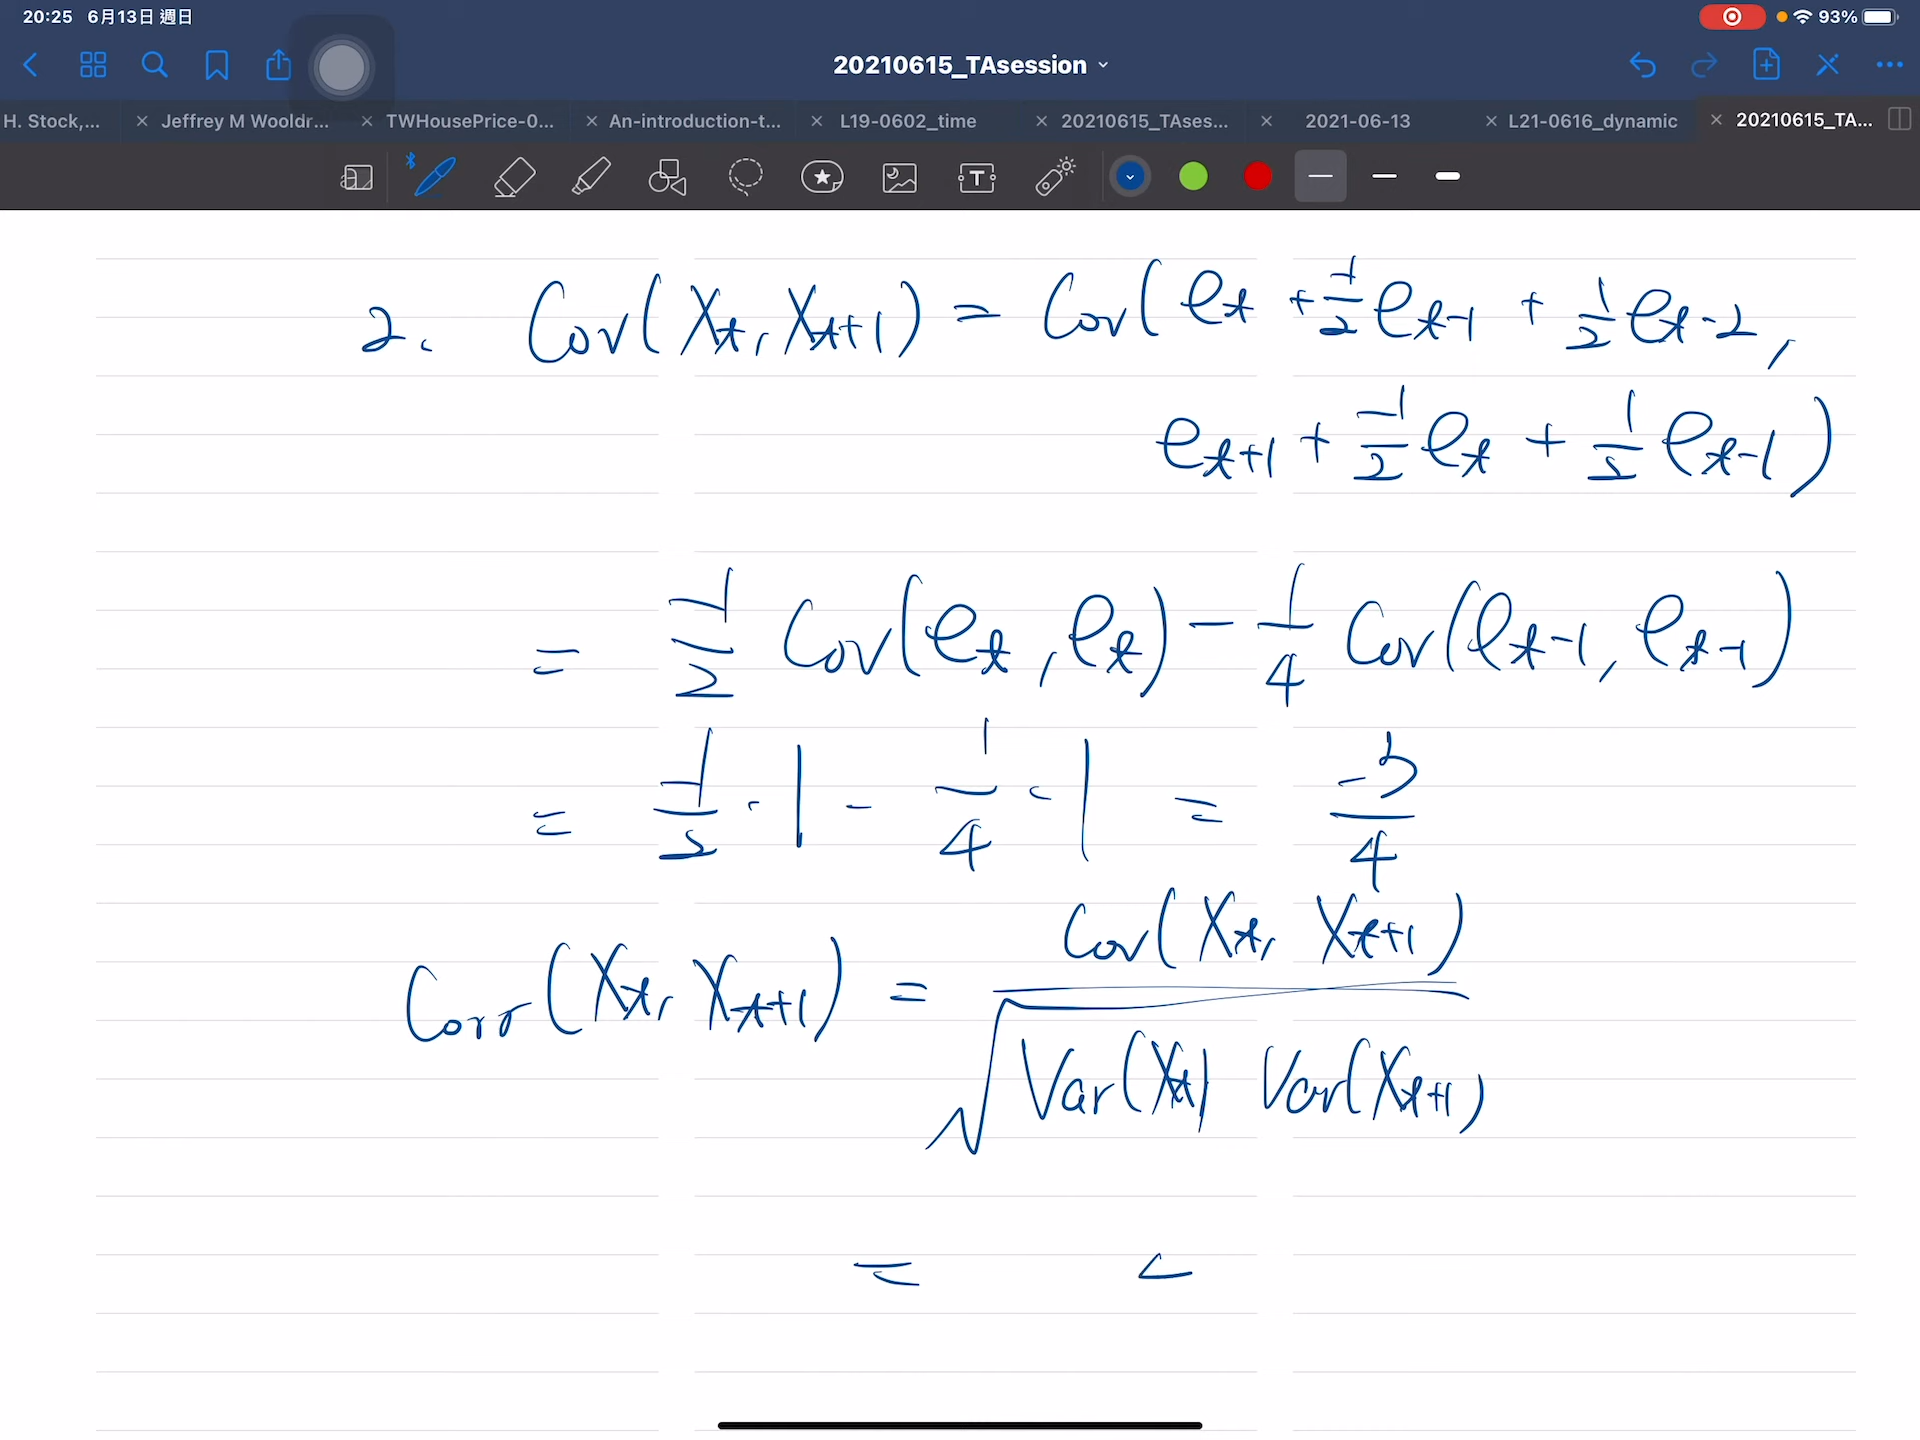 20:25 6月13日 週日 93%
20210615_TAsession
H. Stock,... × Jeffrey M Wooldr... × TWHousePrice-0... × An-introduction-t... × L19-0602_time × 20210615_TAses... × 2021-06-13 × L21-0616_dynamic × 20210615_TA...
2. Cov(Xt, Xt+1) = Cov(et + -1/2 et-1 + 1/2 et-2,
et+1 + -1/2 et + 1/2 et-1)
= -1/2 Cov(et, et) - 1/4 Cov(et-1, et-1)
= -1/2 · 1 - 1/4 · 1 = -3/4
Corr(Xt, Xt+1) = Cov(Xt, Xt+1) / √Var(Xt) Var(Xt+1)
=